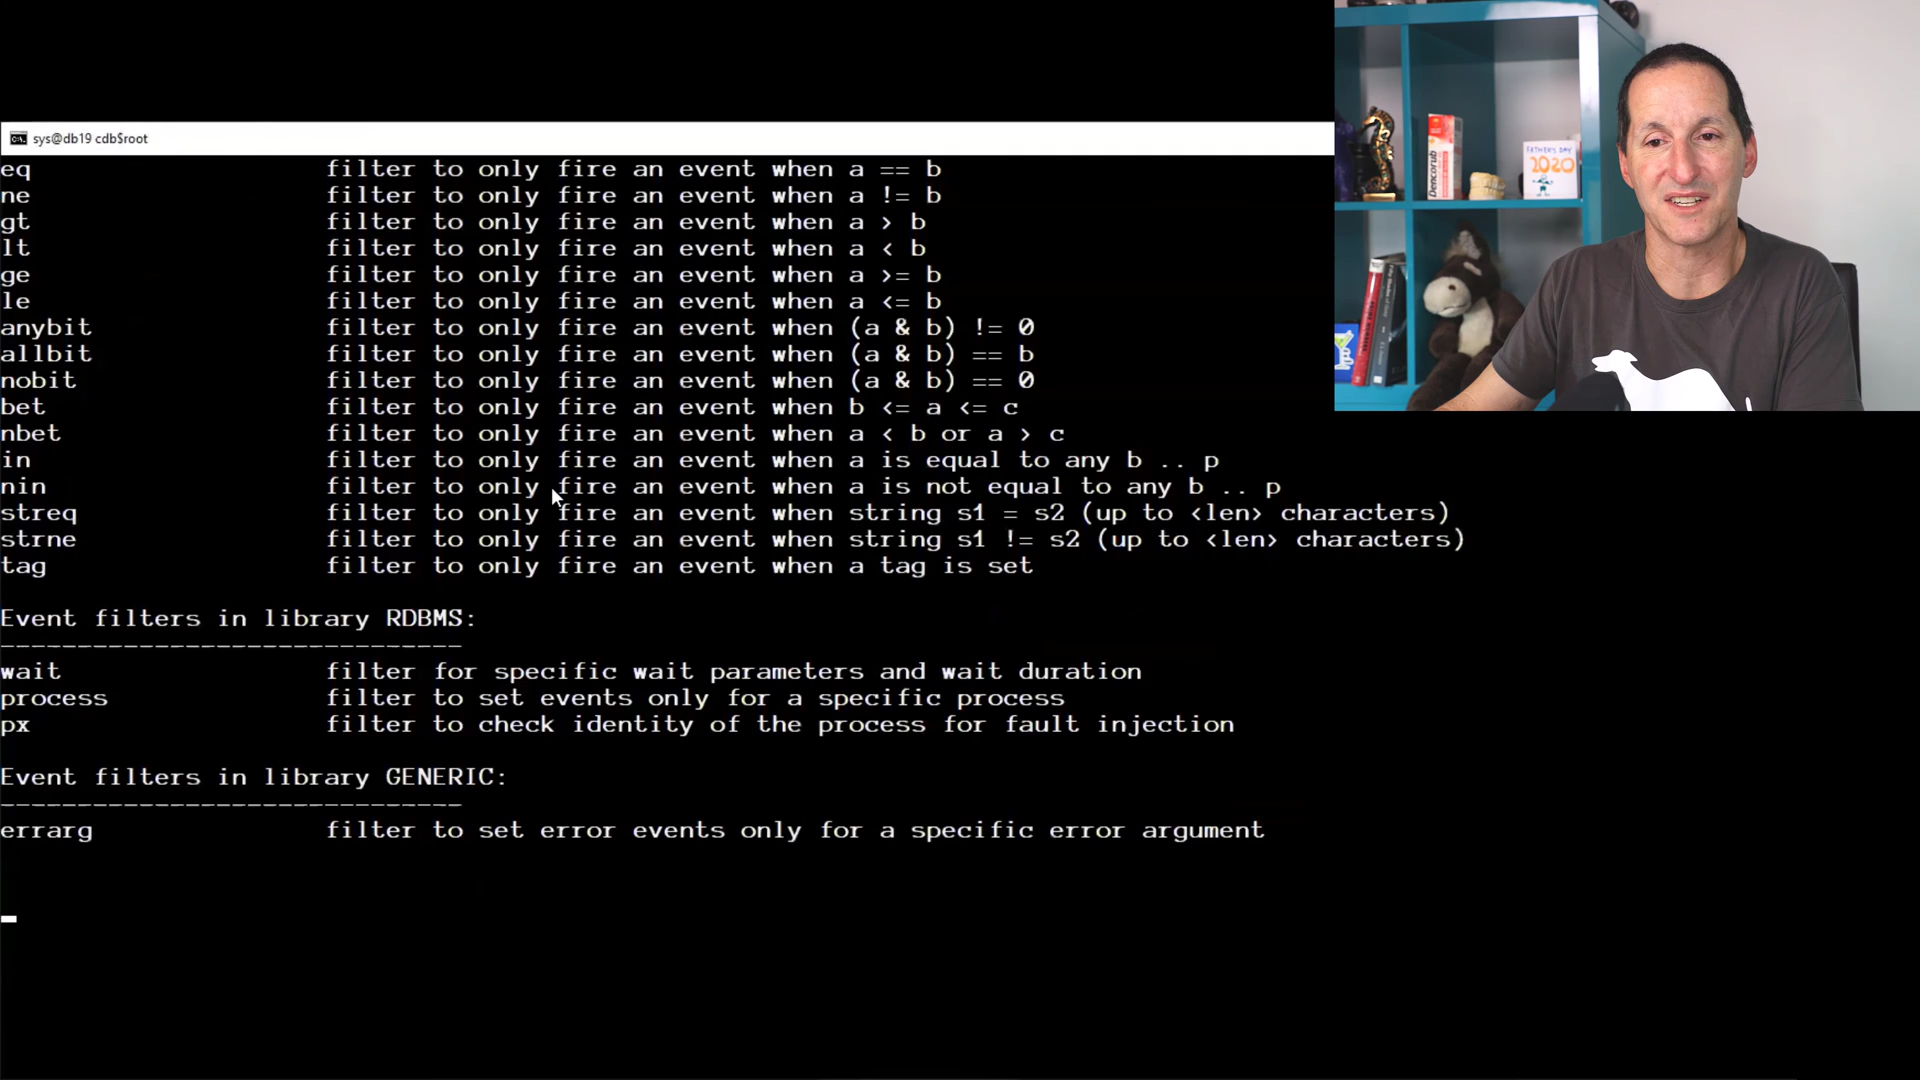 sys@db19 cdb$root
eq filter to only fire an event when a == b
ne filter to only fire an event when a != b
gt filter to only fire an event when a > b
lt filter to only fire an event when a < b
ge filter to only fire an event when a >= b
le filter to only fire an event when a <= b
anybit filter to only fire an event when (a & b) != 0
allbit filter to only fire an event when (a & b) == b
nobit filter to only fire an event when (a & b) == 0
bet filter to only fire an event when b <= a <= c
nbet filter to only fire an event when a < b or a > c
in filter to only fire an event when a is equal to any b .. p
nin filter to only fire an event when a is not equal to any b .. p
streq filter to only fire an event when string s1 = s2 (up to <len> characters)
strne filter to only fire an event when string s1 != s2 (up to <len> characters)
tag filter to only fire an event when a tag is set
Event filters in library RDBMS:
------------------------------
wait filter for specific wait parameters and wait duration
process filter to set events only for a specific process
px filter to check identity of the process for fault injection
Event filters in library GENERIC:
------------------------------
errarg filter to set error events only for a specific error argument
Dencorub
FATHER'S DAY
2020